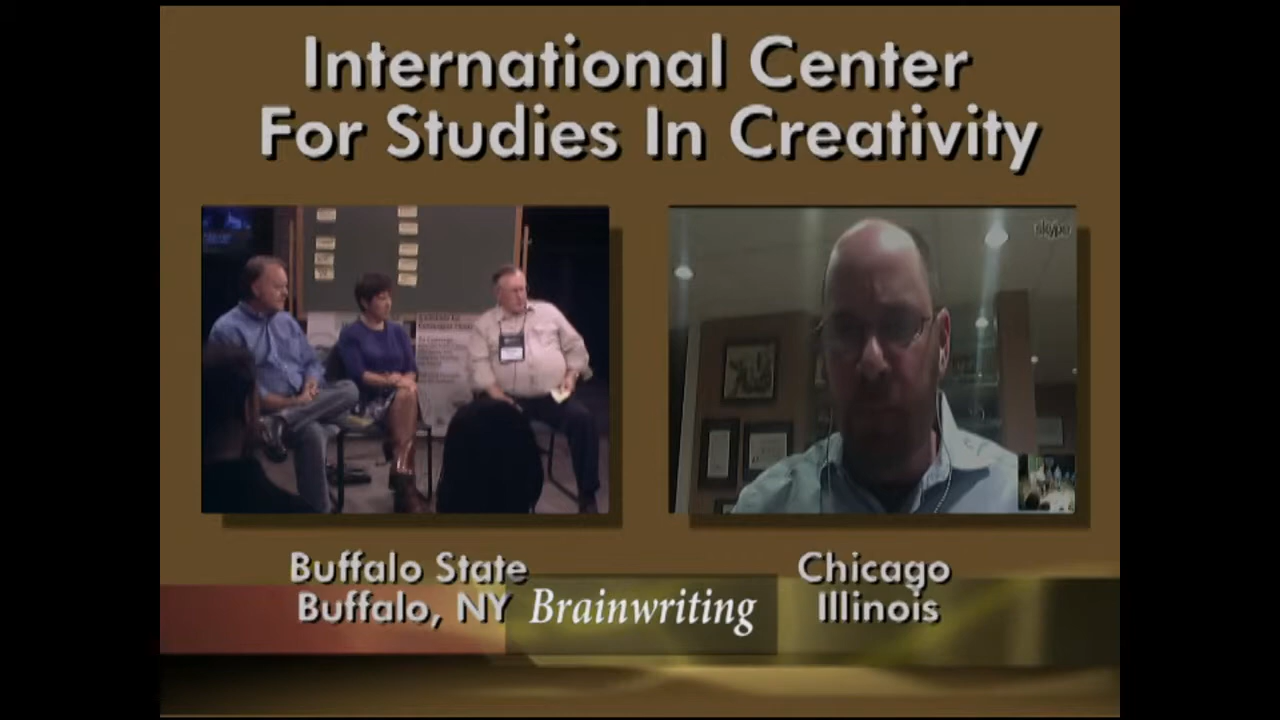 International Center
For Studies In Creativity
skype
Buffalo State
Buffalo, NY
Brainwriting
Chicago
Illinois